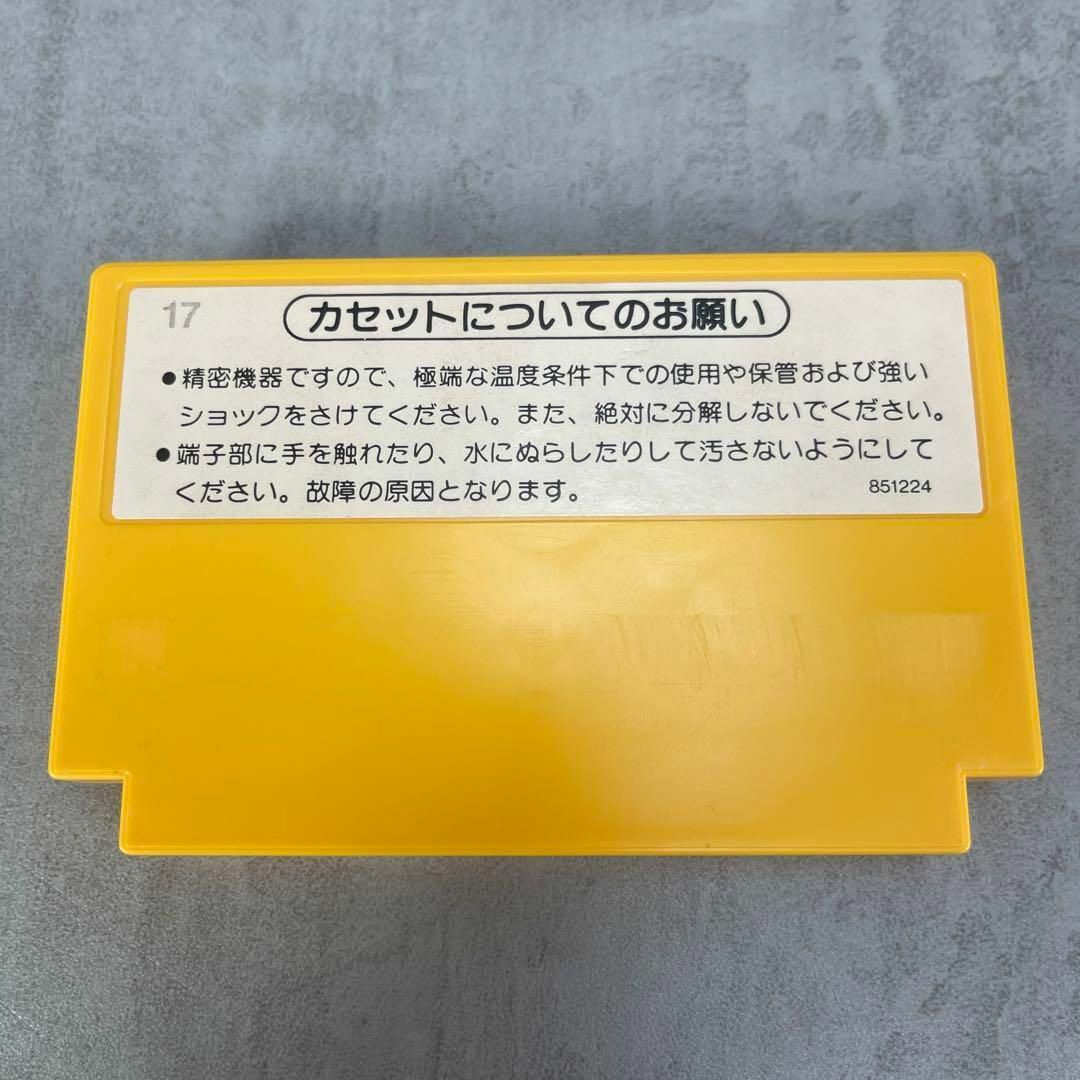 17
カセットについてのお願い
●精密機器ですので、極端な温度条件下での使用や保管および強い
ショックをさけてください。また、絶対に分解しないでください。
●端子部に手を触れたり、水にぬらしたりして汚さないようにして
ください。故障の原因となります。
851224